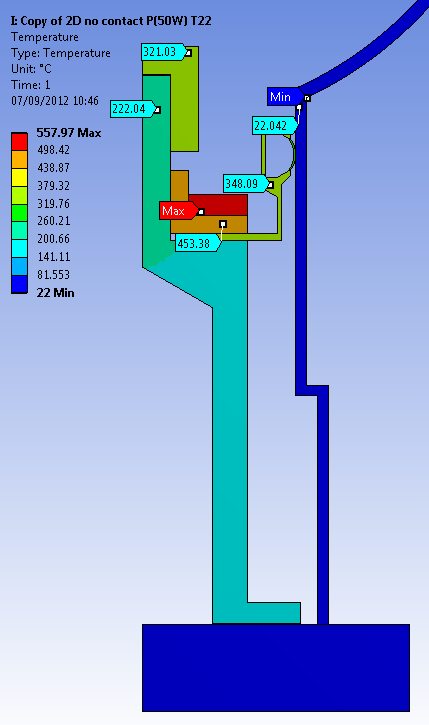 I: Copy of 2D no contact P(50W) T22
Temperature
Type: Temperature
Unit: °C
Time: 1
07/09/2012 10:46
557.97 Max
498.42
438.87
379.32
319.76
260.21
200.66
141.11
81.553
22 Min
321.03
222.04
Min
22.042
348.09
Max
453.38